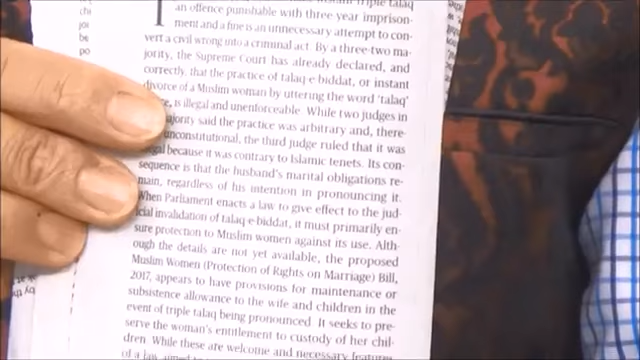 instant triple talaq
an offence punishable with three year imprison-
ment and a fine is an unnecessary attempt to con-
vert a civil wrong into a criminal act. By a three-two ma-
jority, the Supreme Court has already declared, and
correctly, that the practice of talaq-e-biddat, or instant
divorce of a Muslim woman by uttering the word 'talaq'
is illegal and unenforceable. While two judges in
majority said the practice was arbitrary and, there-
unconstitutional, the third judge ruled that it was
because it was contrary to Islamic tenets. Its con-
sequence is that the husband's marital obligations re-
main, regardless of his intention in pronouncing it.
When Parliament enacts a law to give effect to the jud-
icial invalidation of talaq-e-biddat, it must primarily en-
sure protection to Muslim women against its use. Alth-
ough the details are not yet available, the proposed
Muslim Women (Protection of Rights on Marriage) Bill,
2017, appears to have provisions for maintenance or
subsistence allowance to the wife and children in the
event of triple talaq being pronounced. It seeks to pre-
serve the woman's entitlement to custody of her chil-
dren. While these are welcome and necessary features
of a law aimed